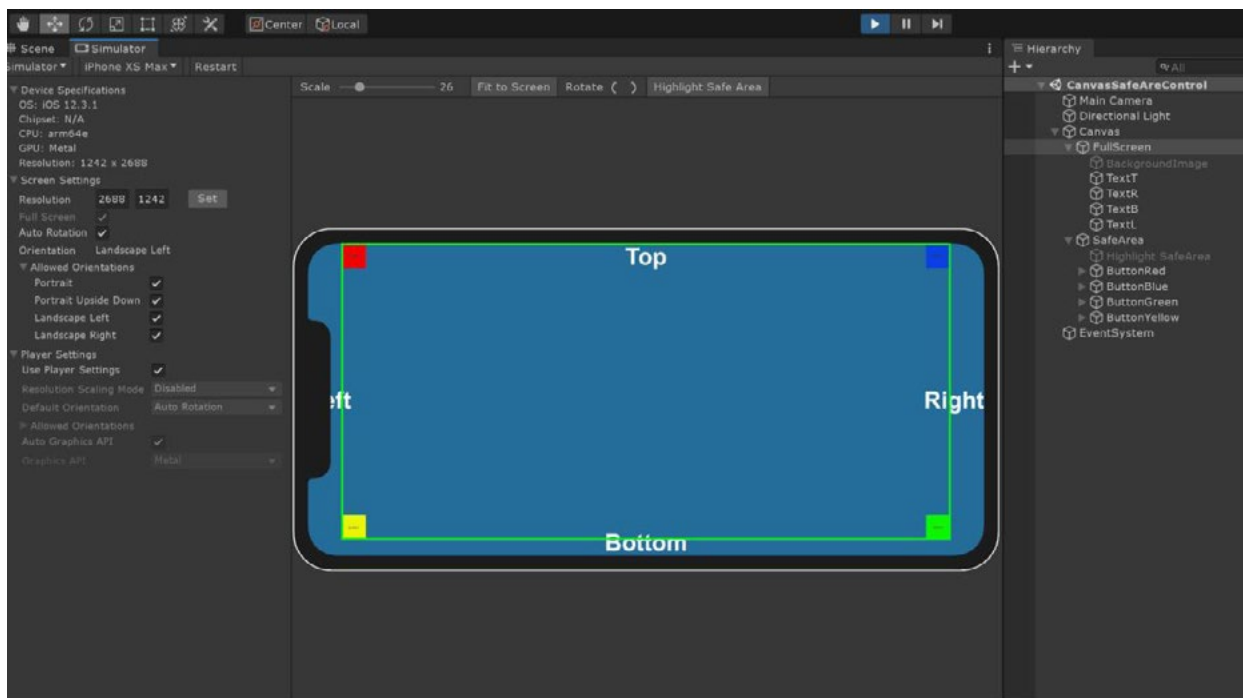 Center Local
Scene Simulator
Simulator iPhone XS Max Restart
Scale 26 Fit to Screen Rotate Highlight Safe Area
Device Specifications
OS: iOS 12.3.1
Chipset: N/A
CPU: arm64e
GPU: Metal
Resolution: 1242 x 2688
Screen Settings
Resolution 2688 1242 Set
Full Screen
Auto Rotation
Orientation Landscape Left
Allowed Orientations
Portrait
Portrait Upside Down
Landscape Left
Landscape Right
Player Settings
Use Player Settings
Resolution Scaling Mode Disabled
Default Orientation Auto Rotation
Allowed Orientations
Auto Graphics API
Graphics API Metal
Top
eft
Right
Bottom
Hierarchy
All
CanvasSafeAreControl
Main Camera
Directional Light
Canvas
FullScreen
BackgroundImage
TextT
TextR
TextB
TextL
SafeArea
Highlight SafeArea
ButtonRed
ButtonBlue
ButtonGreen
ButtonYellow
EventSystem